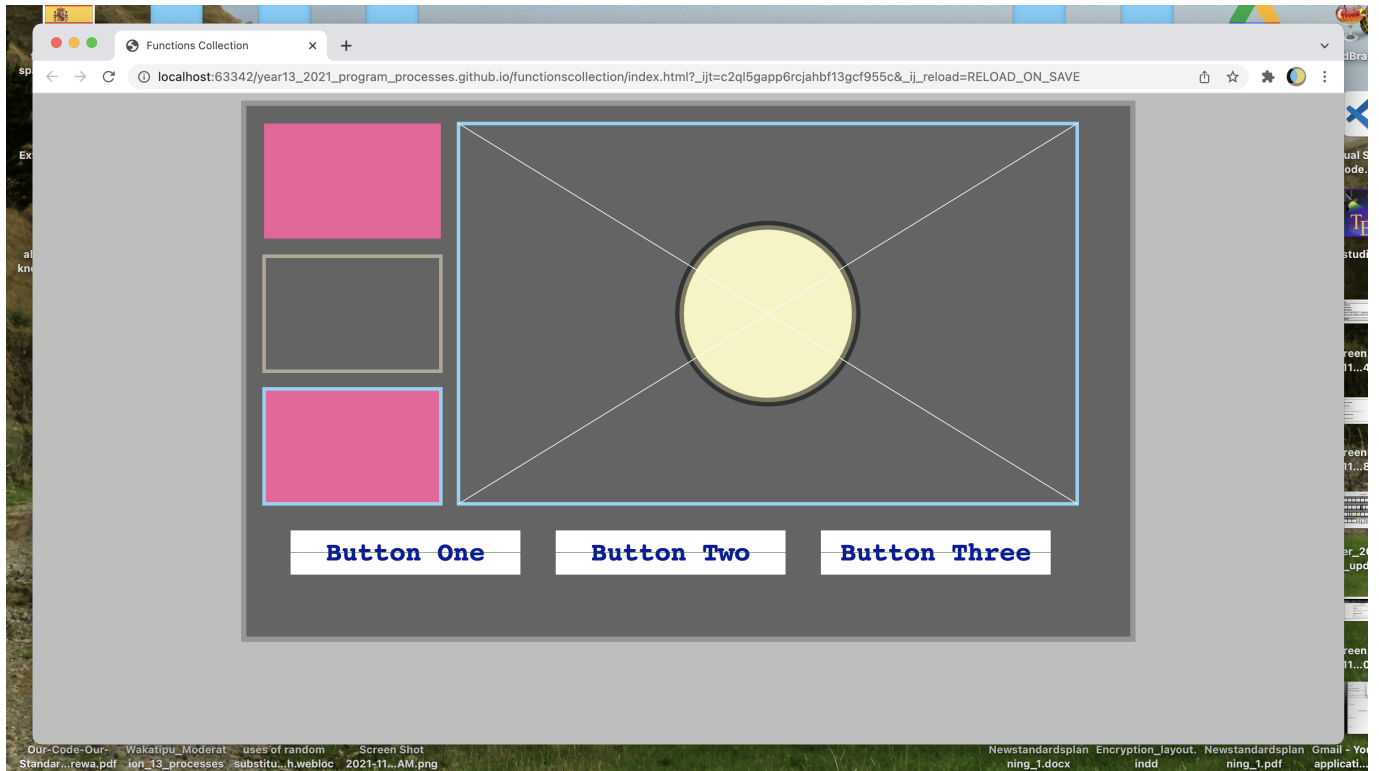 Functions Collection
localhost:63342/year13_2021_program_processes.github.io/functionscollection/index.html?_ijt=c2ql5gapp6rcjahbf13gcf955c&_ij_reload=RELOAD_ON_SAVE
Button One Button Two Button Three
Our-Code-Our- Wakatipu_Moderat uses of random Screen Shot Newstandardsplan Encryption_layout. Newstandardsplan Gmail - You
Standar...rewa.pdf ion_13_processes substitu...h.webloc 2021-11...AM.png ning_1.docx indd ning_1.pdf applicati...